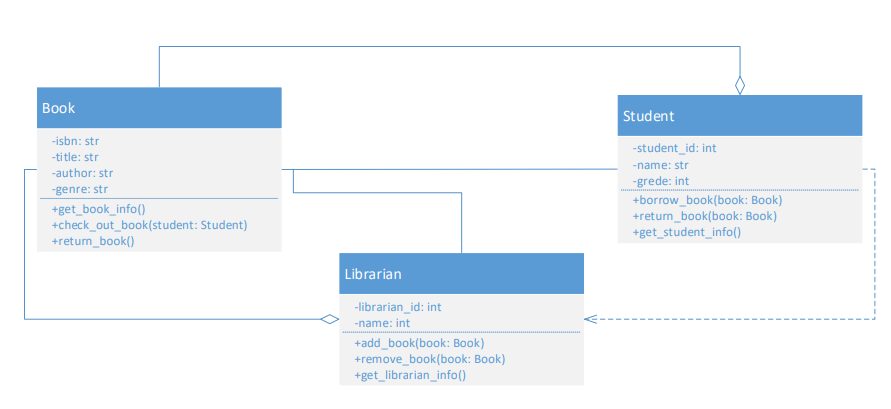 Book
-isbn: str
-title: str
-author: str
-genre: str
+get_book_info()
+check_out_book(student: Student)
+return_book()
Student
-student_id: int
-name: str
-grede: int
+borrow_book(book: Book)
+return_book(book: Book)
+get_student_info()
Librarian
-librarian_id: int
-name: int
+add_book(book: Book)
+remove_book(book: Book)
+get_librarian_info()